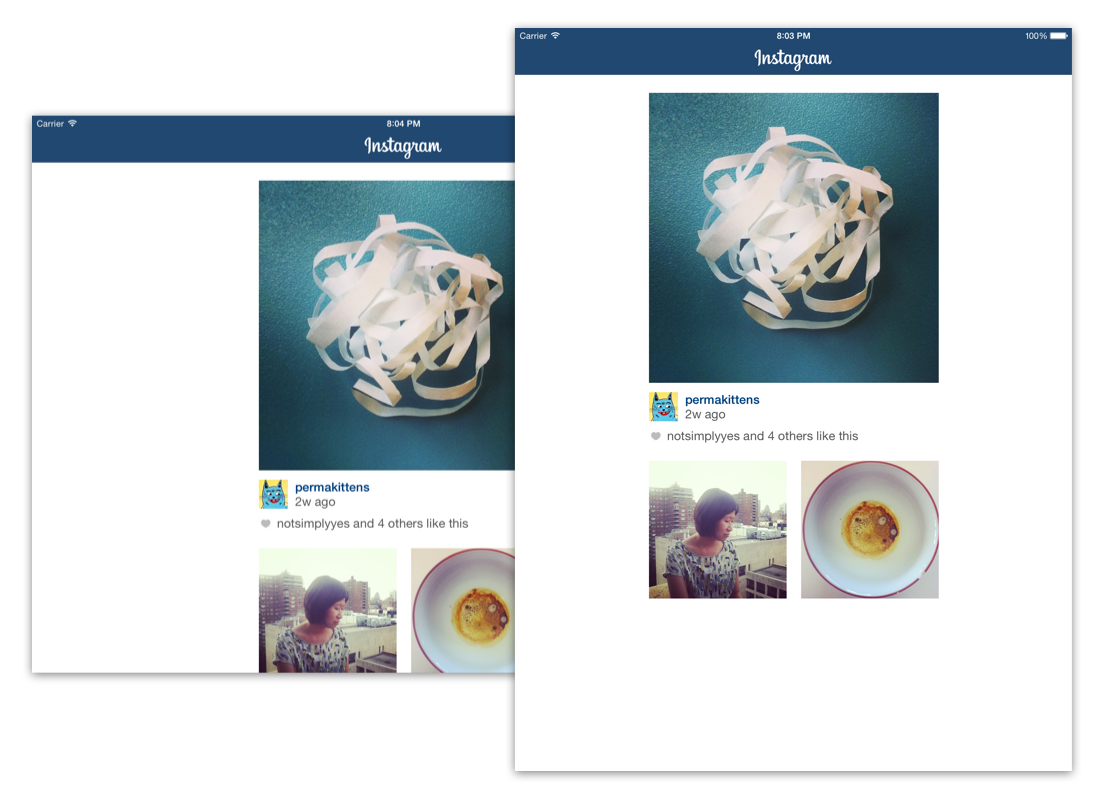 Carrier
8:04 PM
Instagram
permakittens
2w ago
notsimplyyes and 4 others like this
Carrier
8:03 PM
100%
Instagram
permakittens
2w ago
notsimplyyes and 4 others like this